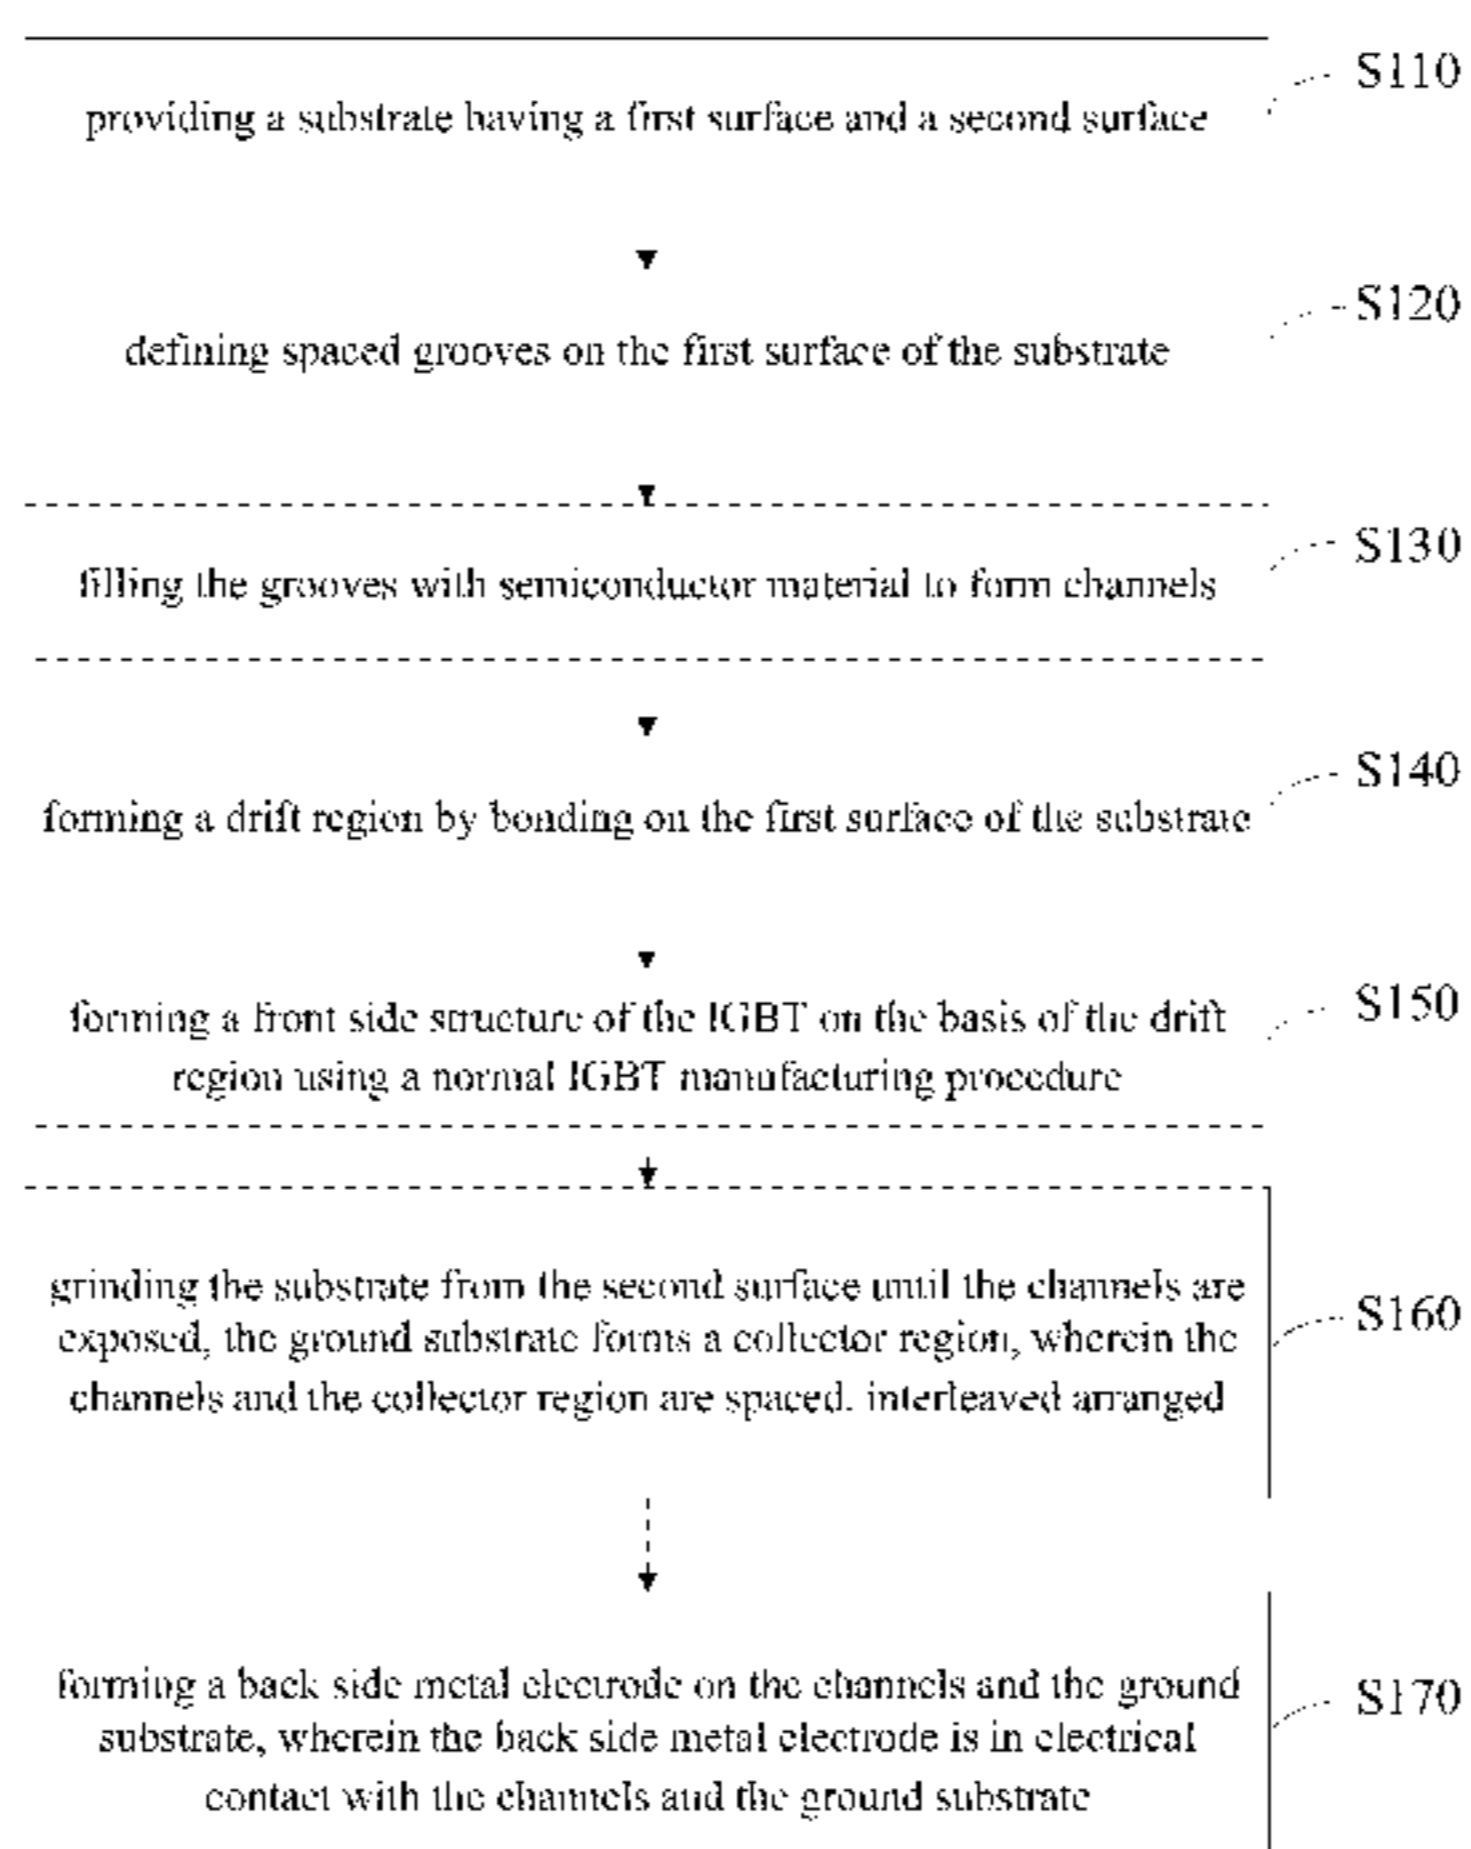 S110
providing a substrate having a first surface and a second surface
S120
defining spaced grooves on the first surface of the substrate
S130
filling the grooves with semiconductor material to form channels
S140
forming a drift region by bonding on the first surface of the substrate
S150
forming a front side structure of the IGBT on the basis of the drift
region using a normal IGBT manufacturing procedure
grinding the substrate from the second surface until the channels are
S160
exposed, the ground substrate forms a collector region, wherein the
channels and the collector region are spaced. interleaved arranged
forming a back side metal electrode on the channels and the ground
S170
substrate, wherein the back side metal electrode is in electrical
contact with the channels and the ground substrate